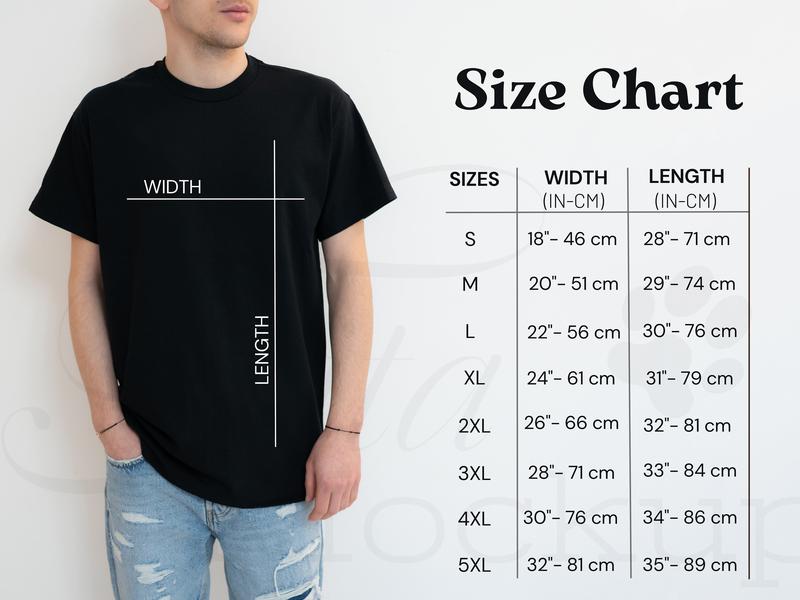 Size Chart
WIDTH
LENGTH
SIZES WIDTH LENGTH
(IN-CM) (IN-CM)
S 18"- 46 cm 28"- 71 cm
M 20"- 51 cm 29"- 74 cm
L 22"- 56 cm 30"- 76 cm
XL 24"- 61 cm 31"- 79 cm
2XL 26"- 66 cm 32"- 81 cm
3XL 28"- 71 cm 33"- 84 cm
4XL 30"- 76 cm 34"- 86 cm
5XL 32"- 81 cm 35"- 89 cm